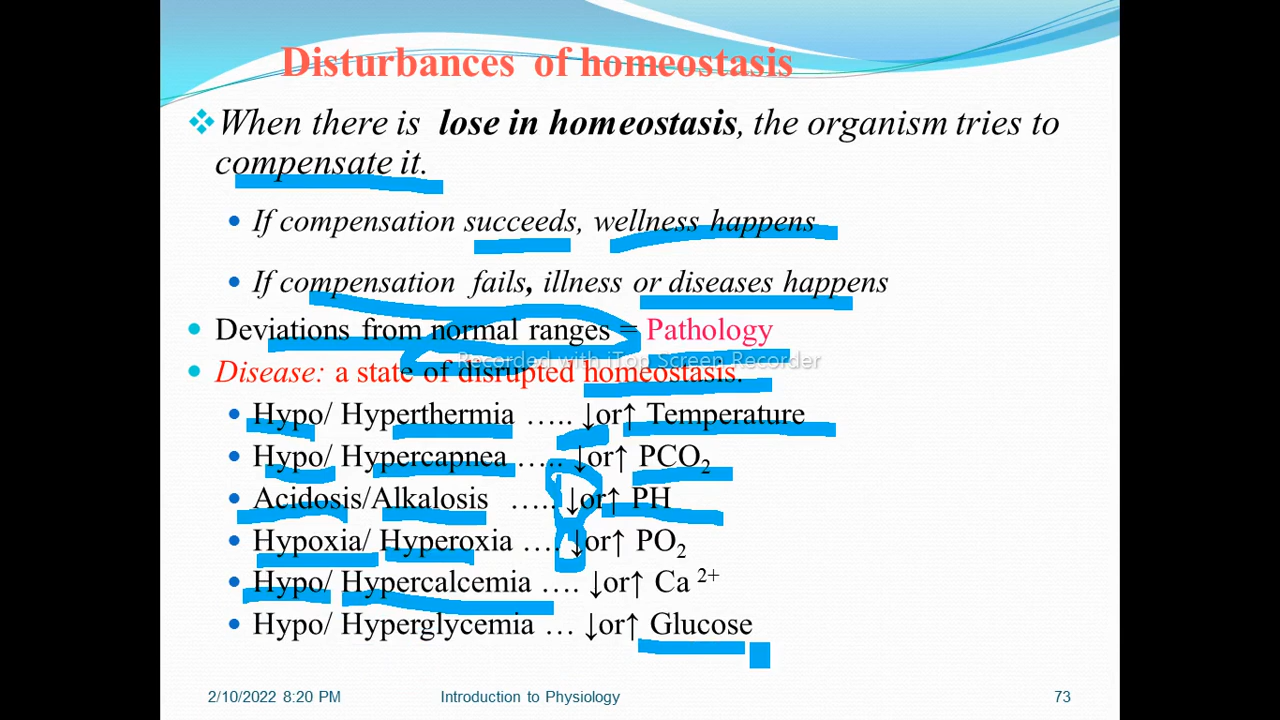 Disturbances of homeostasis
When there is lose in homeostasis, the organism tries to
compensate it.
If compensation succeeds, wellness happens
If compensation fails, illness or diseases happens
Deviations from normal ranges = Pathology
Recorded with iTop Screen Recorder
Disease: a state of disrupted homeostasis.
Hypo/ Hyperthermia ….. ↓or↑ Temperature
Hypo/ Hypercapnea ….. ↓or↑ PCO₂
Acidosis/Alkalosis ….. ↓or↑ PH
Hypoxia/ Hyperoxia …. ↓or↑ PO₂
Hypo/ Hypercalcemia …. ↓or↑ Ca ²⁺
Hypo/ Hyperglycemia … ↓or↑ Glucose
2/10/2022 8:20 PM Introduction to Physiology 73